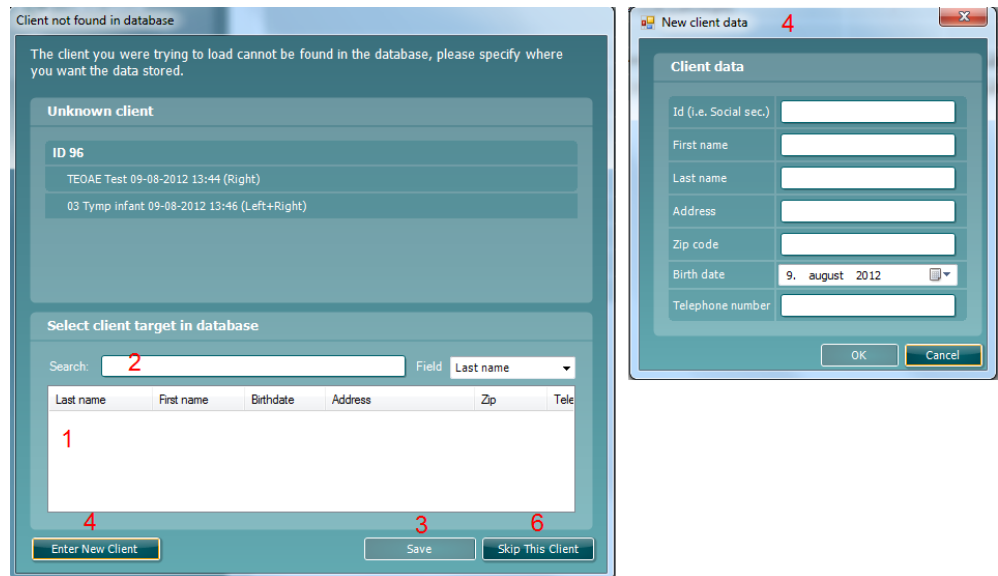 Client not found in database
The client you were trying to load cannot be found in the database, please specify where
you want the data stored.
Unknown client
ID 96
TEOAE Test 09-08-2012 13:44 (Right)
03 Tymp infant 09-08-2012 13:46 (Left+Right)
Select client target in database
Search: 2 Field Last name
Last name First name Birthdate Address Zip Tele
1
4 3 6
Enter New Client Save Skip This Client
New client data 4
X
Client data
Id (i.e. Social sec.)
First name
Last name
Address
Zip code
Birth date 9. august 2012
Telephone number
OK Cancel